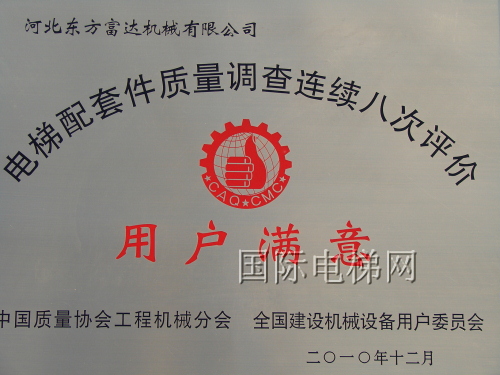 河北东方富达机械有限公司
电梯配套件质量调查连续八次评价
★CAQ★CMC★
用户满意
国际电梯网
中国质量协会工程机械分会 全国建设机械设备用户委员会
二〇一〇年十二月